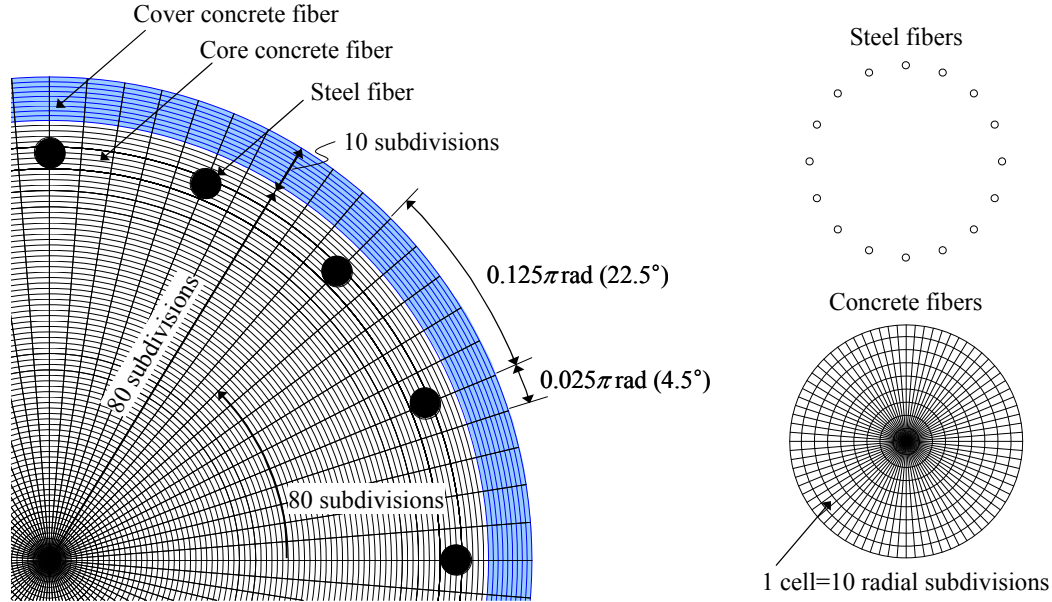 Cover concrete fiber
Core concrete fiber
Steel fiber
10 subdivisions
80 subdivisions
0.125π rad (22.5°)
0.025π rad (4.5°)
80 subdivisions
Steel fibers
Concrete fibers
1 cell=10 radial subdivisions